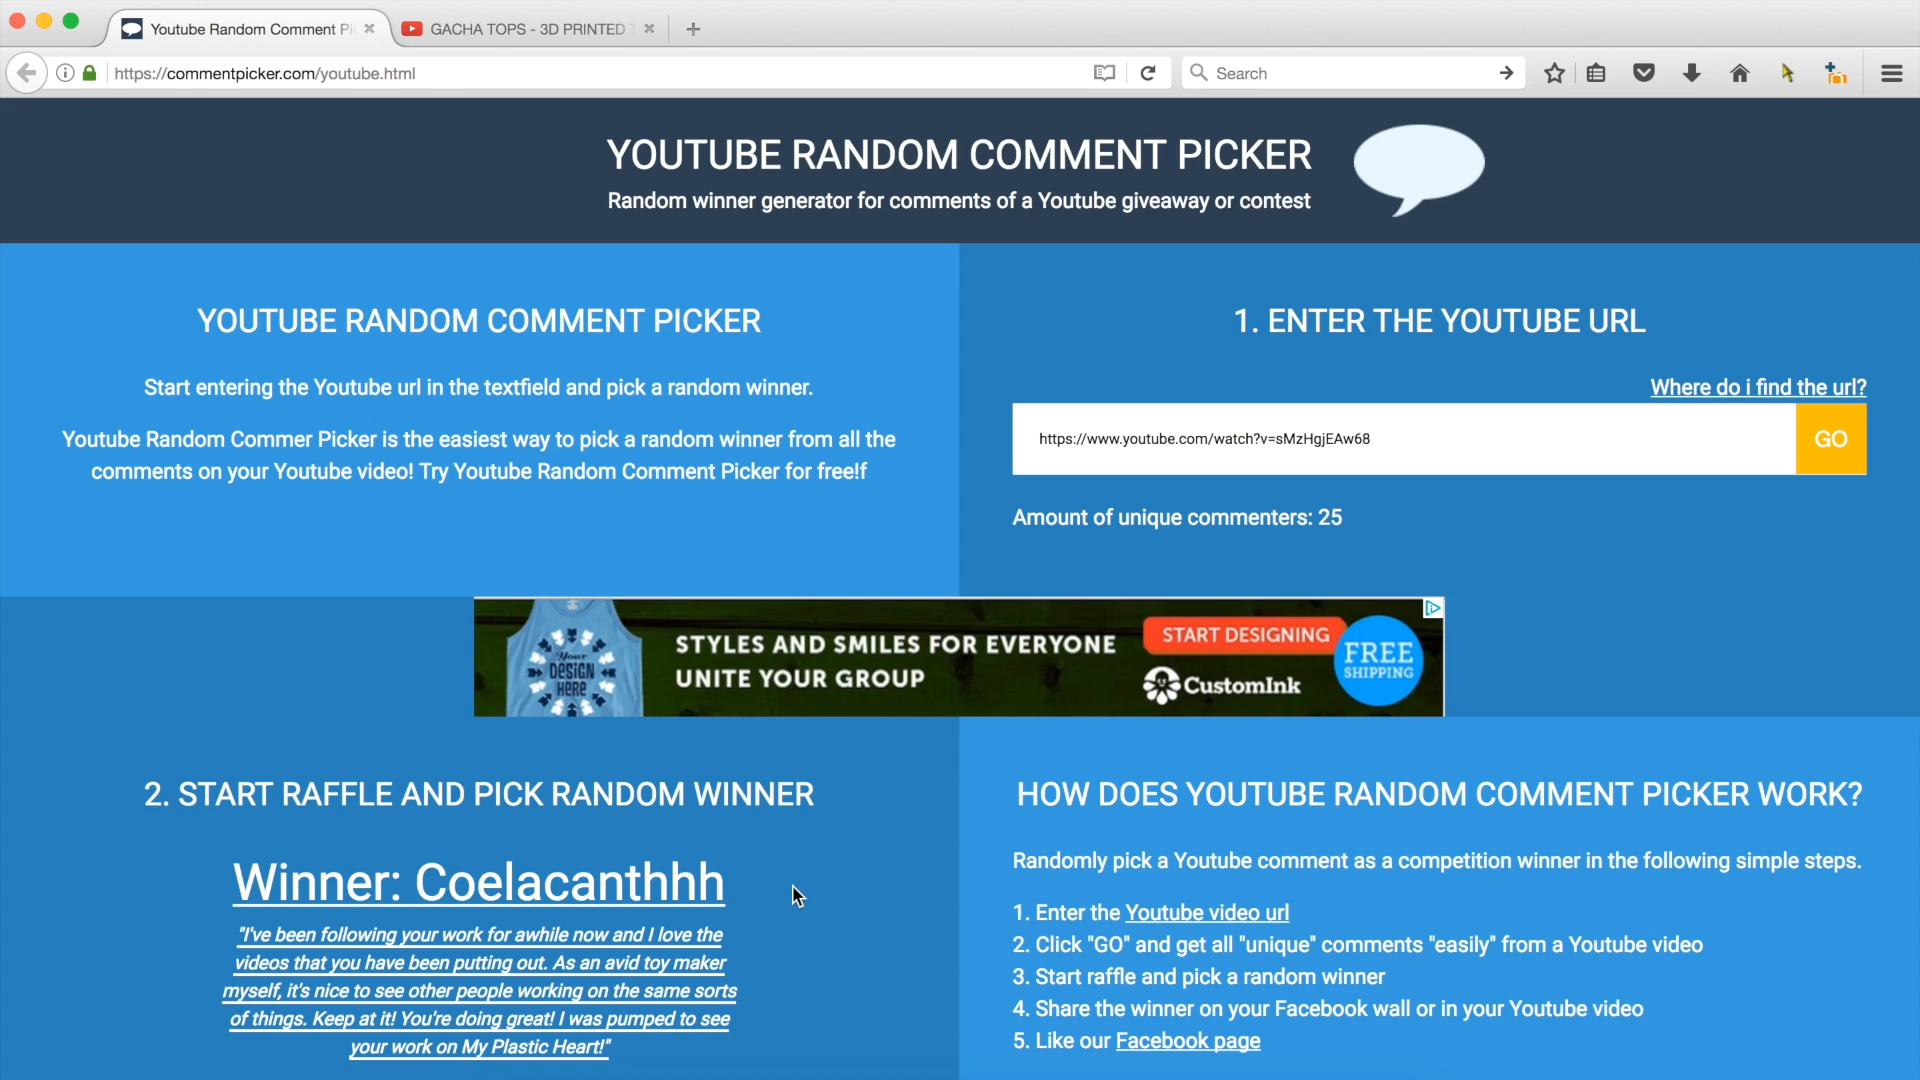 Youtube Random Comment Pi
GACHA TOPS - 3D PRINTED T
https://commentpicker.com/youtube.html
Search
YOUTUBE RANDOM COMMENT PICKER
Random winner generator for comments of a Youtube giveaway or contest
YOUTUBE RANDOM COMMENT PICKER
Start entering the Youtube url in the textfield and pick a random winner.
Youtube Random Commer Picker is the easiest way to pick a random winner from all the
comments on your Youtube video! Try Youtube Random Comment Picker for free!f
1. ENTER THE YOUTUBE URL
Where do i find the url?
https://www.youtube.com/watch?v=sMzHgjEAw68
GO
Amount of unique commenters: 25
Your
DESIGN
HERE
STYLES AND SMILES FOR EVERYONE
UNITE YOUR GROUP
START DESIGNING
CustomInk
FREE
SHIPPING
2. START RAFFLE AND PICK RANDOM WINNER
Winner: Coelacanthhh
"I've been following your work for awhile now and I love the
videos that you have been putting out. As an avid toy maker
myself, it's nice to see other people working on the same sorts
of things. Keep at it! You're doing great! I was pumped to see
your work on My Plastic Heart!"
HOW DOES YOUTUBE RANDOM COMMENT PICKER WORK?
Randomly pick a Youtube comment as a competition winner in the following simple steps.
1. Enter the Youtube video url
2. Click "GO" and get all "unique" comments "easily" from a Youtube video
3. Start raffle and pick a random winner
4. Share the winner on your Facebook wall or in your Youtube video
5. Like our Facebook page